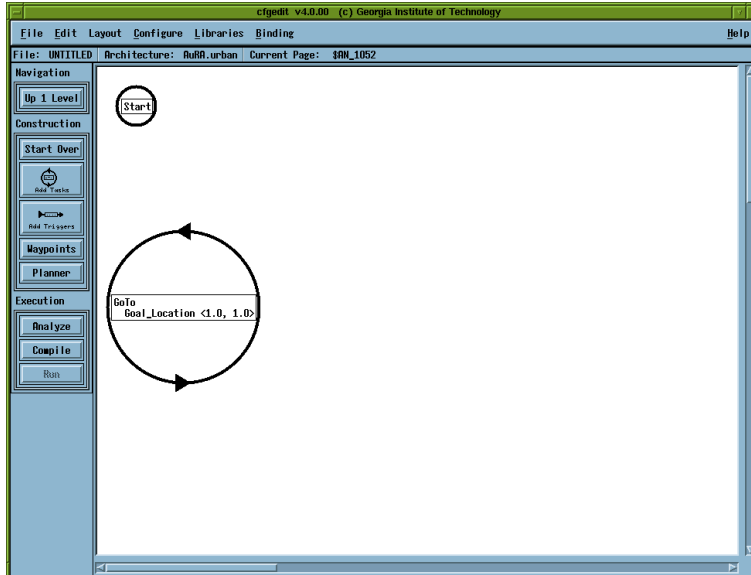 cfgedit v4.0.00 (c) Georgia Institute of Technology
File Edit Layout Configure Libraries Binding Help
File: UNTITLED Architecture: AuRA.urban Current Page: $AN_1052
Navigation
Up 1 Level
Construction
Start Over
Add Tasks
Add Triggers
Waypoints
Planner
Execution
Analyze
Compile
Run
Start
GoTo
Goal_Location <1.0, 1.0>